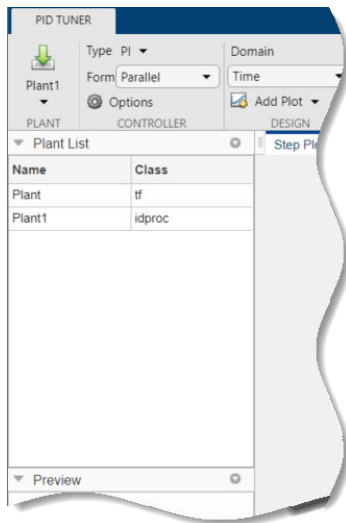 PID TUNER
Plant1
PLANT
Type PI
Form Parallel
Options
CONTROLLER
Domain
Time
Add Plot
DESIGN
Plant List
Step
Name Class
Plant tf
Plant1 idproc
Preview